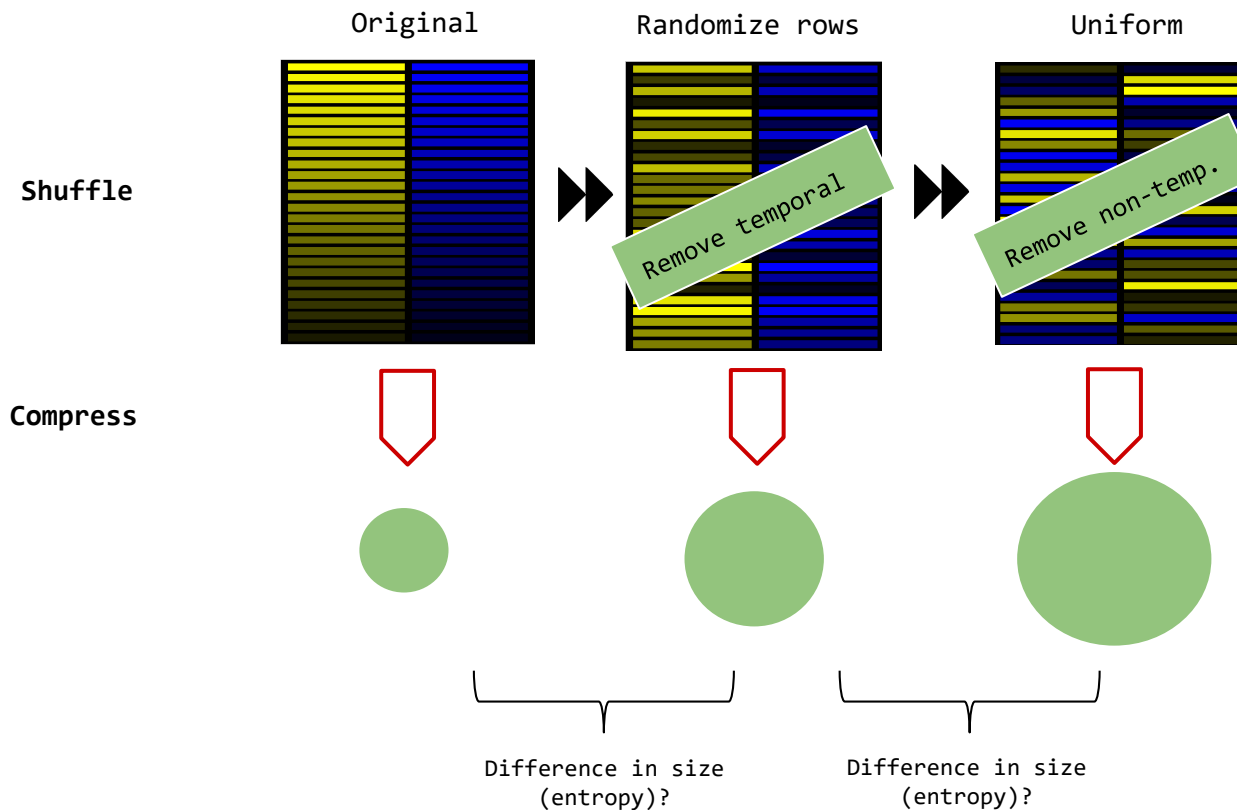 Original
Randomize rows
Uniform
Shuffle
Remove temporal
Remove non-temp.
Compress
Difference in size
(entropy)?
Difference in size
(entropy)?